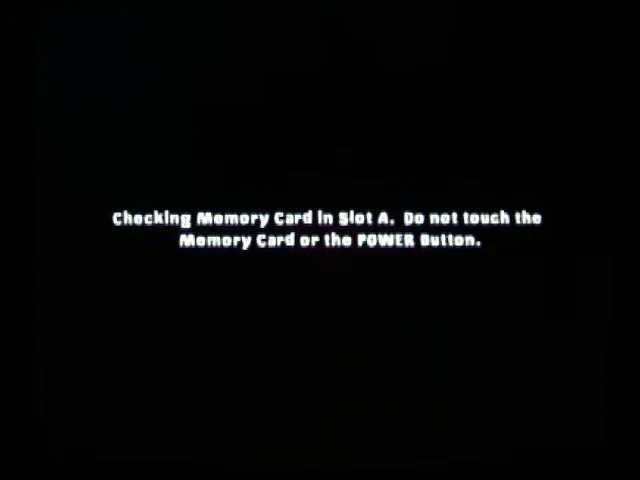 Checking Memory Card in Slot A.  Do not touch the
Memory Card or the POWER Button.